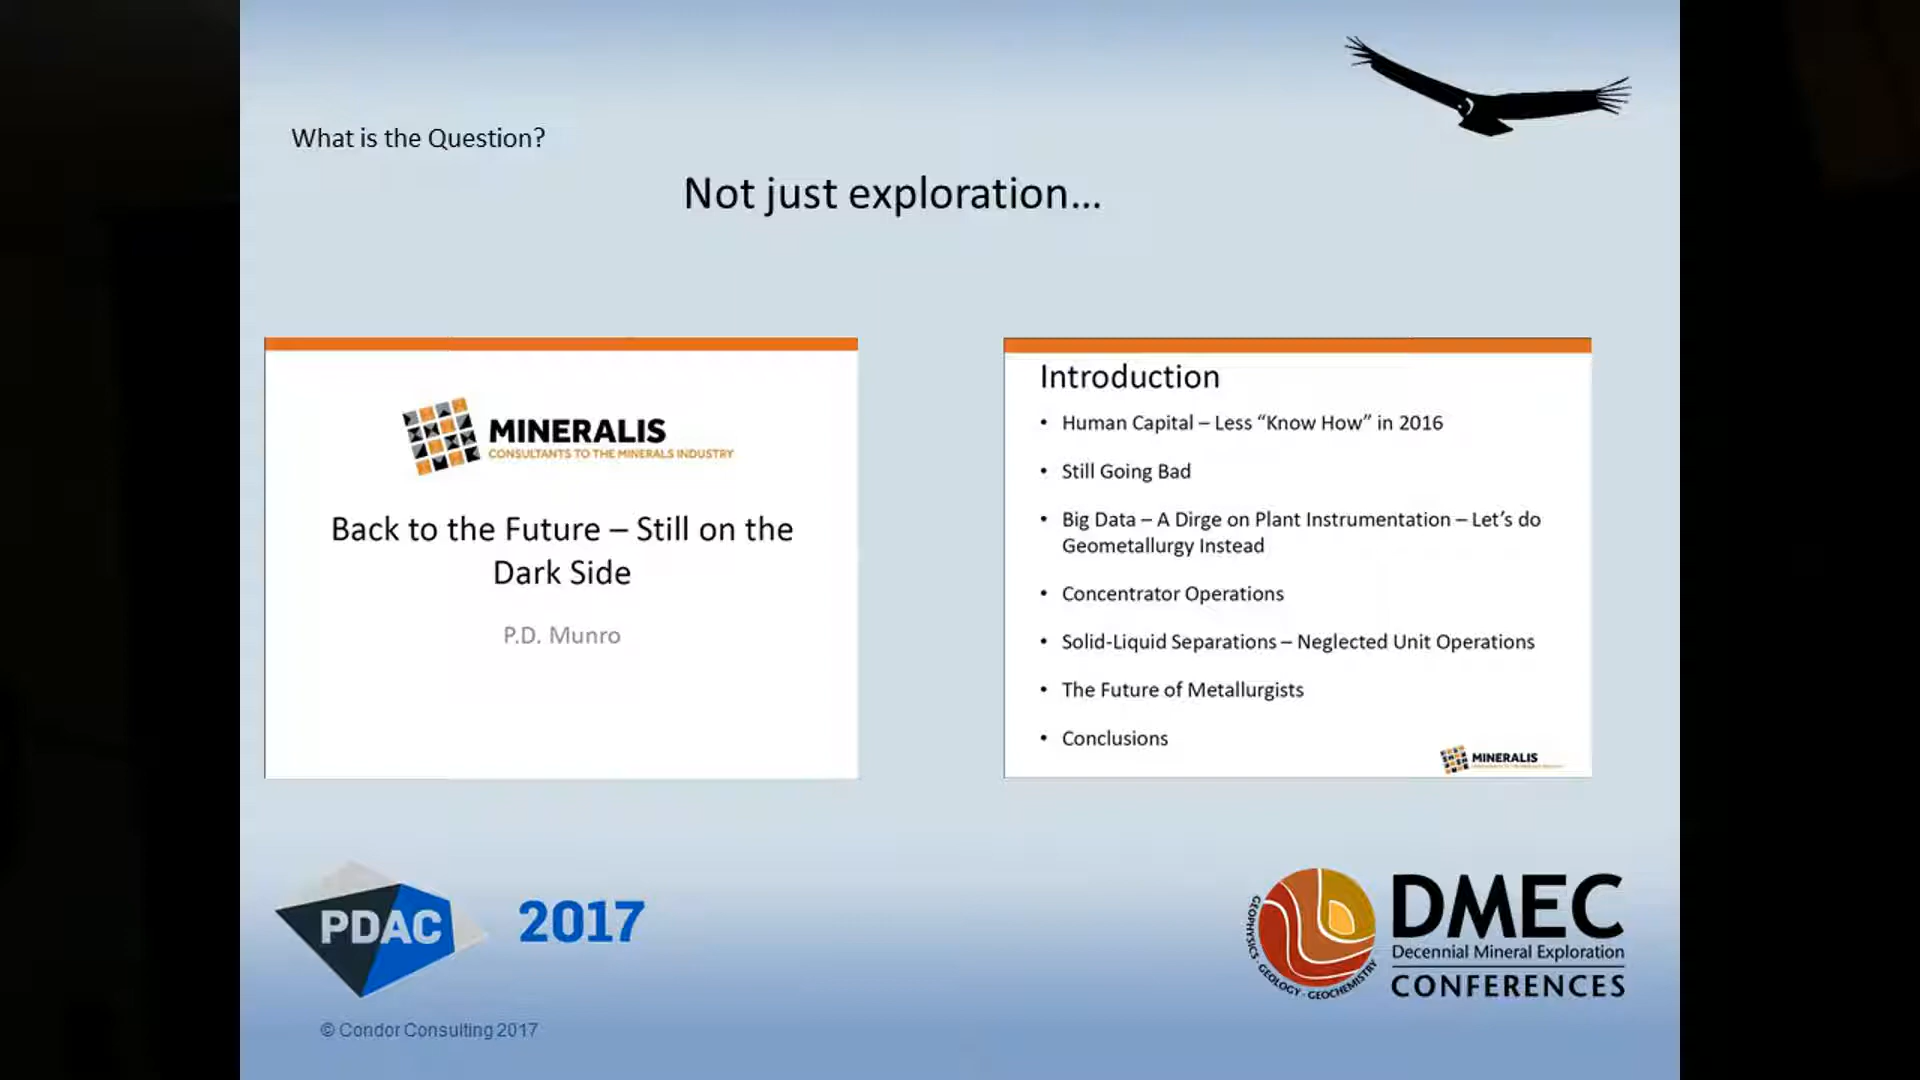 What is the Question?
Not just exploration...
MINERALIS
CONSULTANTS TO THE MINERALS INDUSTRY
Back to the Future – Still on the
Dark Side
P.D. Munro
Introduction
• Human Capital – Less “Know How” in 2016
• Still Going Bad
• Big Data – A Dirge on Plant Instrumentation – Let’s do
Geometallurgy Instead
• Concentrator Operations
• Solid-Liquid Separations – Neglected Unit Operations
• The Future of Metallurgists
• Conclusions
MINERALIS
PDAC
2017
GEOPHYSICS · GEOLOGY · GEOCHEMISTRY
DMEC
Decennial Mineral Exploration
CONFERENCES
© Condor Consulting 2017